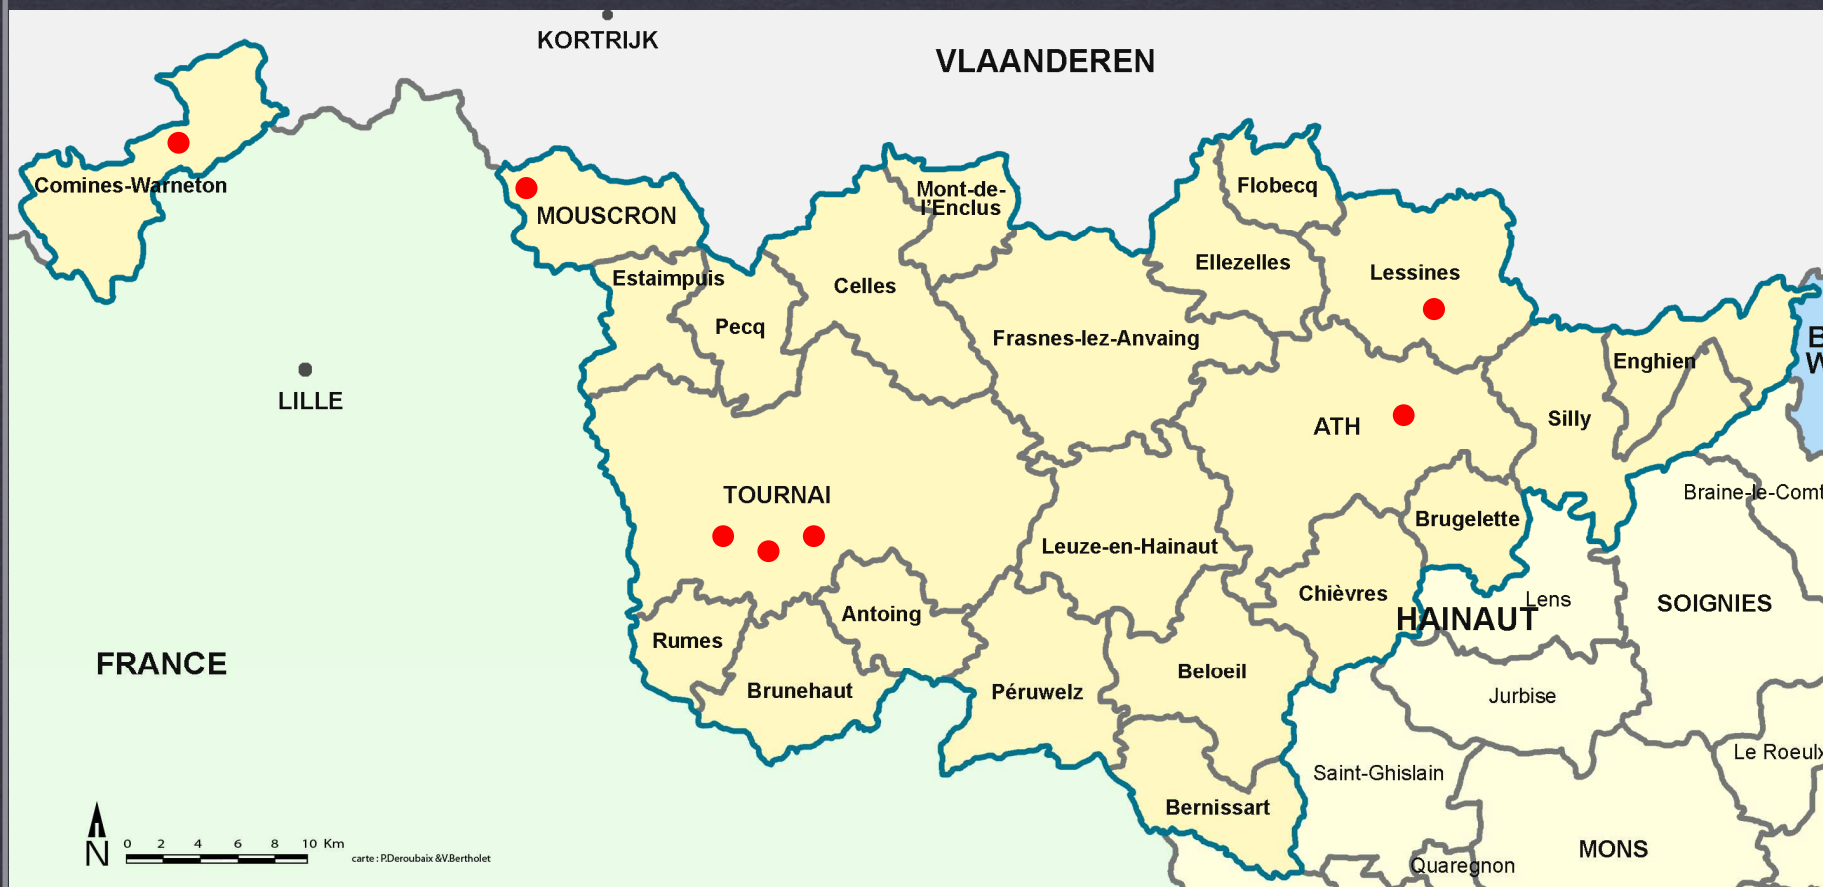 KORTRIJK
VLAANDEREN
Comines-Warneton
MOUSCRON
Mont-de-
l'Enclus
Flobecq
Estaimpuis
Celles
Ellezelles
Lessines
Pecq
Frasnes-lez-Anvaing
B
W
Enghien
LILLE
ATH
Silly
TOURNAI
Braine-le-Comt
Brugelette
Leuze-en-Hainaut
Chièvres
Lens
SOIGNIES
HAINAUT
Antoing
Rumes
FRANCE
Brunehaut
Péruwelz
Beloeil
Jurbise
Le Roeulx
Saint-Ghislain
Bernissart
MONS
Quaregnon
N
0 2 4 6 8 10 Km
carte : P.Deroubaix &V.Bertholet